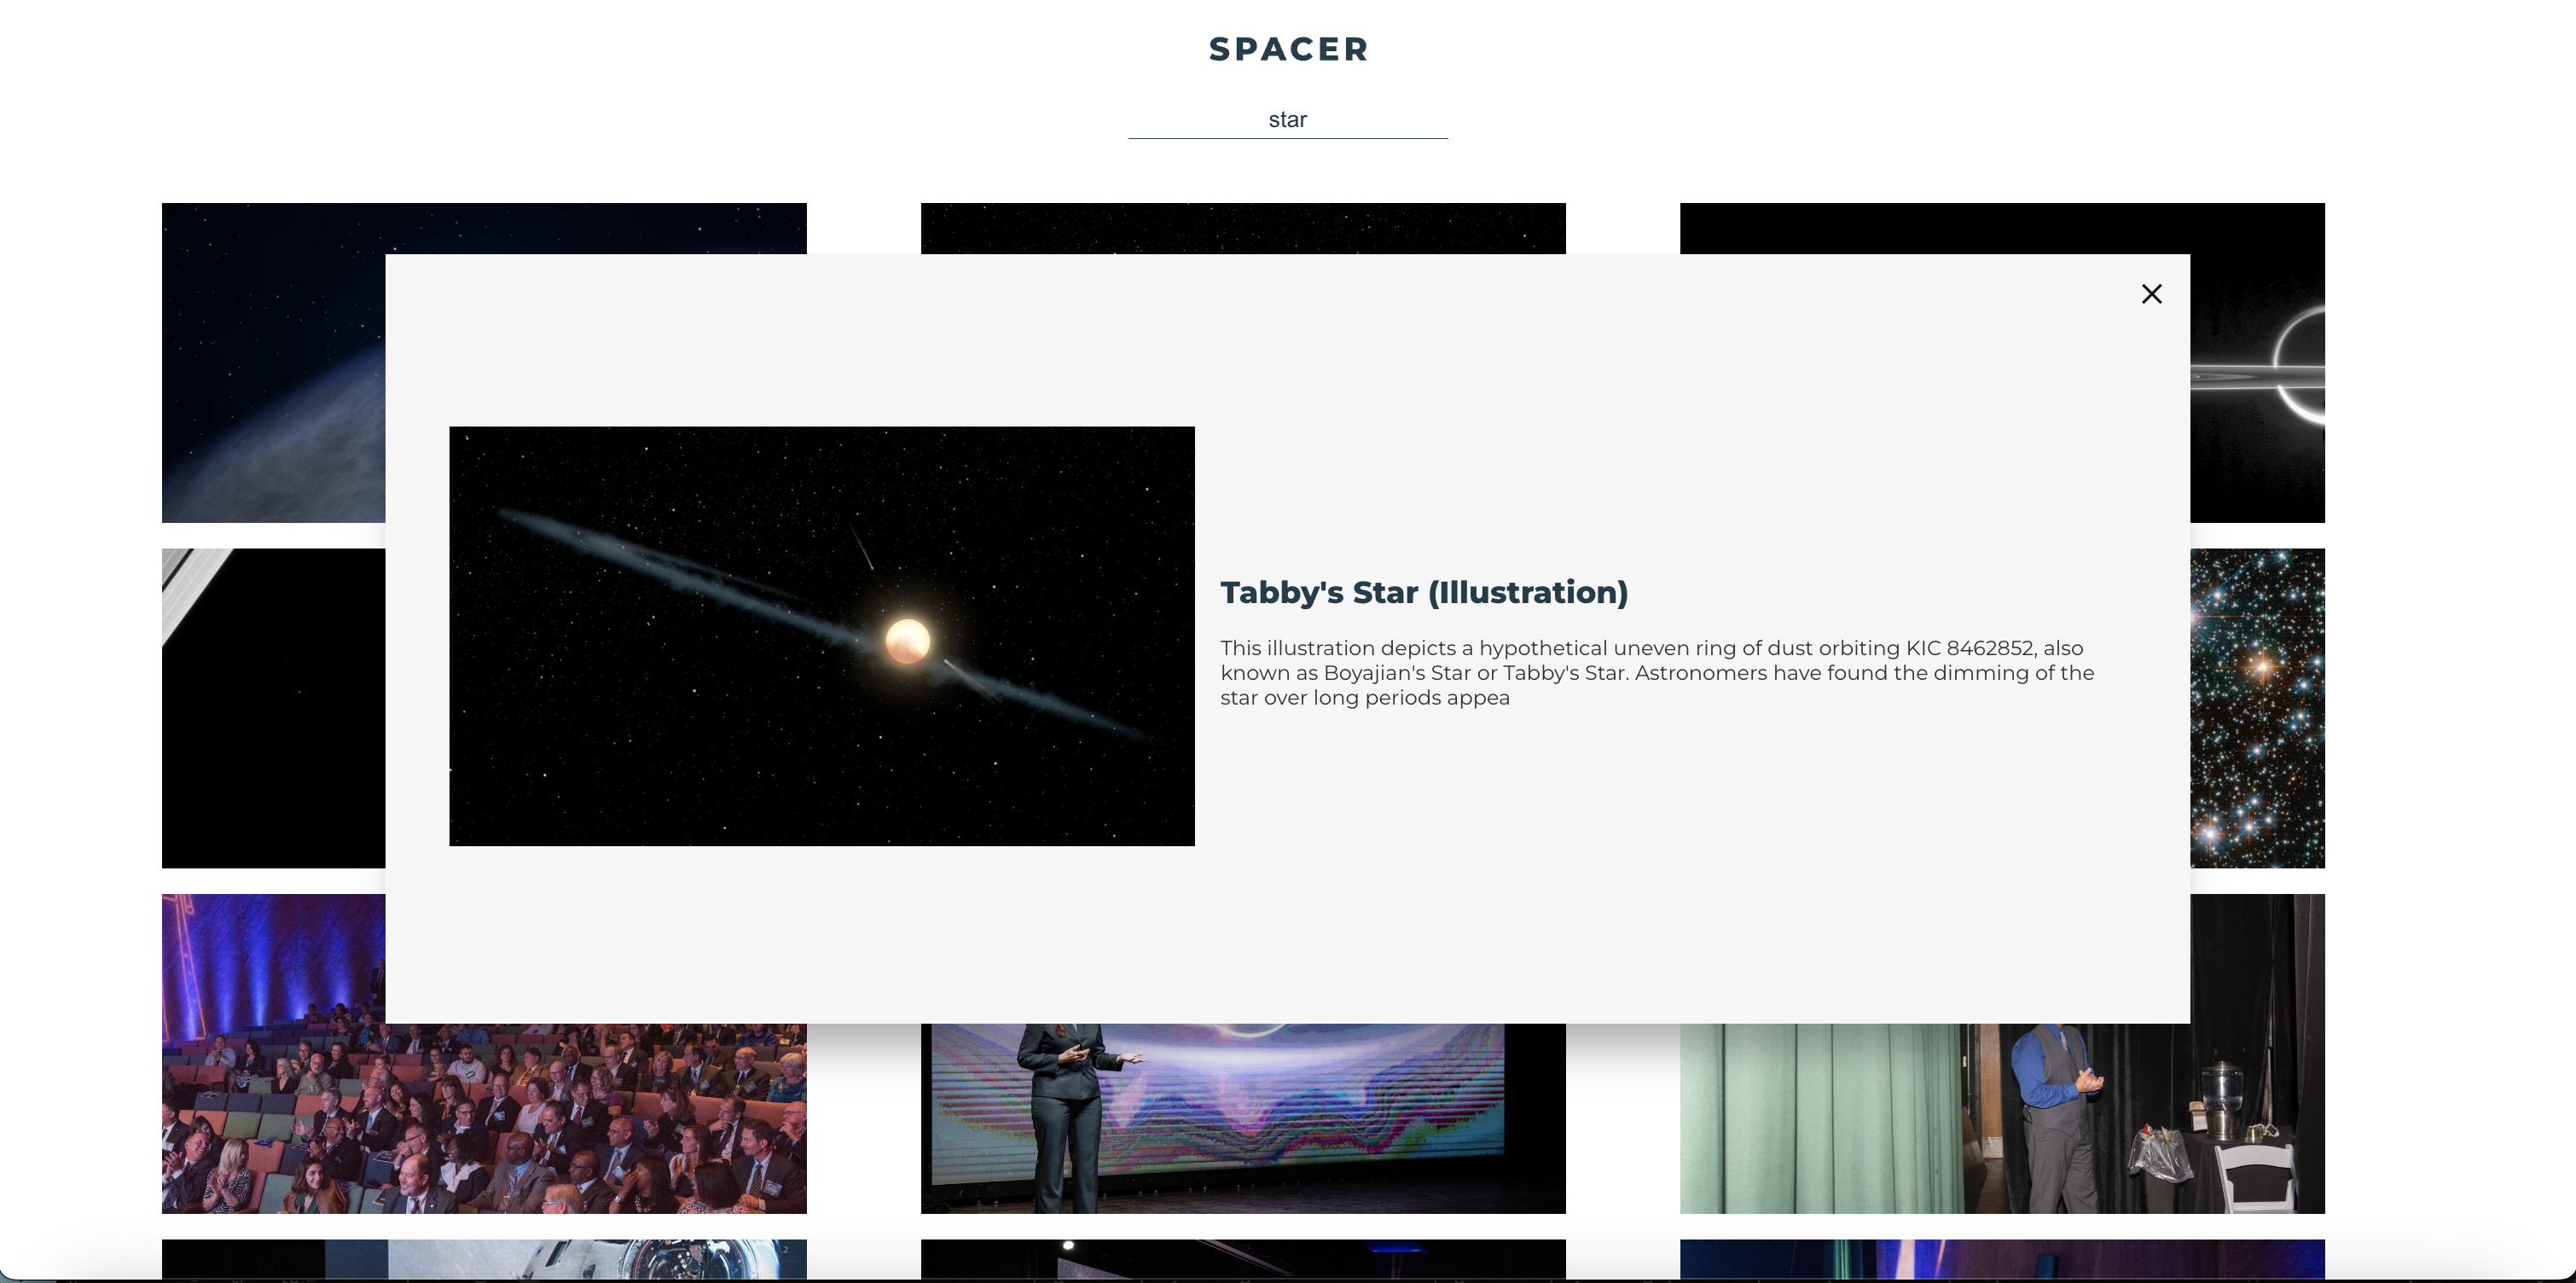 SPACER
star
Tabby's Star (Illustration)
This illustration depicts a hypothetical uneven ring of dust orbiting KIC 8462852, also
known as Boyajian's Star or Tabby's Star. Astronomers have found the dimming of the
star over long periods appea